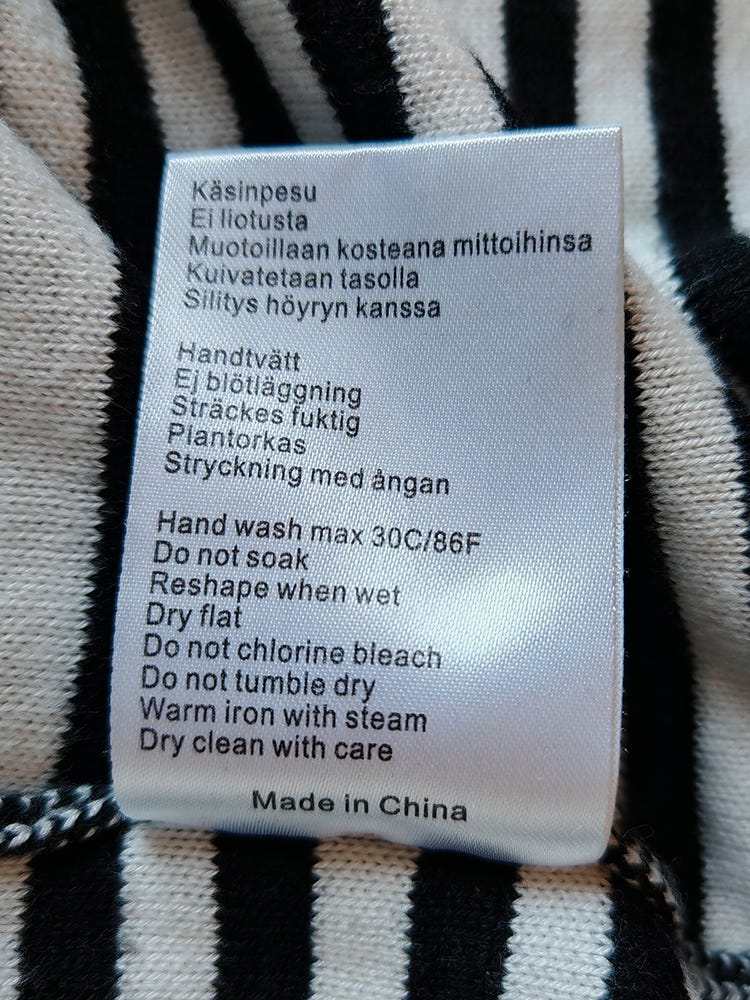 Käsinpesu
Ei liotusta
Muotoillaan kosteana mittoihinsa
Kuivatetaan tasolla
Silitys höyryn kanssa
Handtvätt
Ej blötläggning
Sträckes fuktig
Plantorkas
Stryckning med ångan
Hand wash max 30C/86F
Do not soak
Reshape when wet
Dry flat
Do not chlorine bleach
Do not tumble dry
Warm iron with steam
Dry clean with care
Made in China